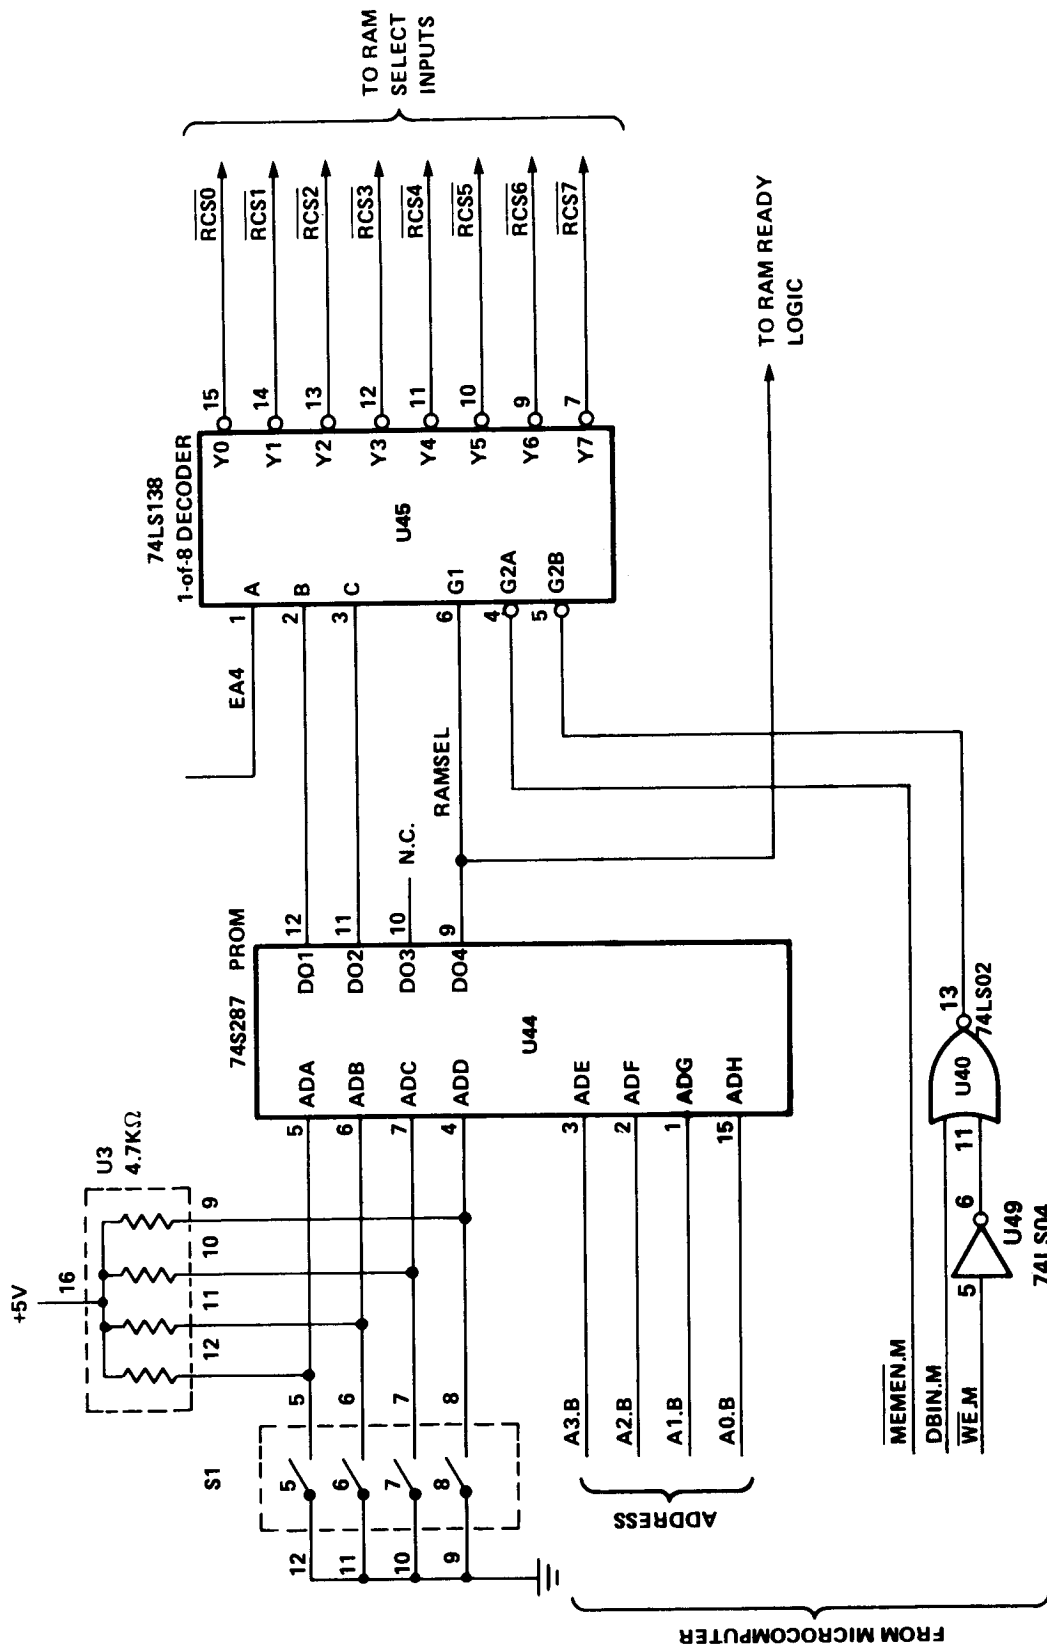 +5V
16
U3
4.7KΩ
12
11
10
9
S1
5
6
7
8
5
6
7
8
12
11
10
9
74S287 PROM
U44
5
ADA
6
ADB
7
ADC
4
ADD
3
ADE
2
ADF
1
ADG
15
ADH
DO1
12
DO2
11
DO3
10
N.C.
DO4
9
RAMSEL
EA4
74LS138
1-of-8 DECODER
U45
1
A
2
B
3
C
6
G1
4
G2A
5
G2B
Y0
15
RCS0
Y1
14
RCS1
Y2
13
RCS2
Y3
12
RCS3
Y4
11
RCS4
Y5
10
RCS5
Y6
9
RCS6
Y7
7
RCS7
TO RAM
SELECT
INPUTS
TO RAM READY
LOGIC
A3.B
A2.B
A1.B
A0.B
ADDRESS
MEMEN.M
DBIN.M
WE.M
5
6
U49
74LS04
11
U40
13
74LS02
FROM MICROCOMPUTER